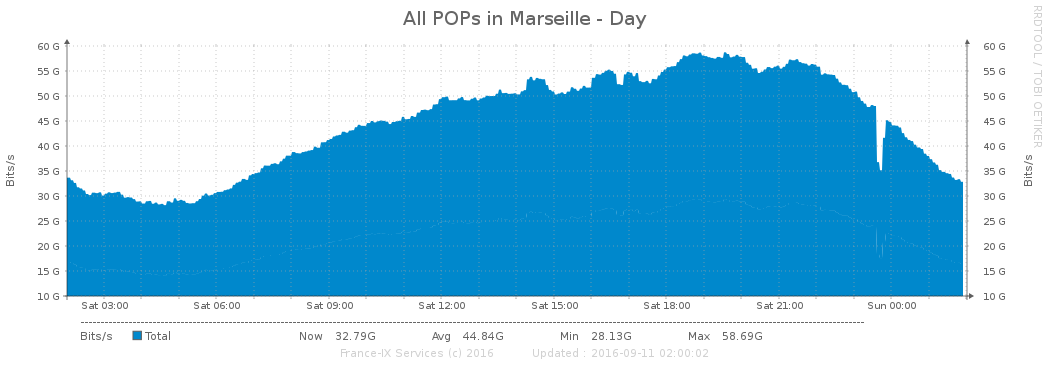 All POPs in Marseille - Day
RRDTOOL / TOBI OETIKER
60 G 60 G
55 G 55 G
50 G 50 G
45 G 45 G
40 G 40 G
35 G 35 G
30 G 30 G
25 G 25 G
20 G 20 G
15 G 15 G
10 G 10 G
Bits/s
Bits/s
Sat 03:00 Sat 06:00 Sat 09:00 Sat 12:00 Sat 15:00 Sat 18:00 Sat 21:00 Sun 00:00
Bits/s Total Now 32.79G Avg 44.84G Min 28.13G Max 58.69G
France-IX Services (c) 2016 Updated : 2016-09-11 02:00:02